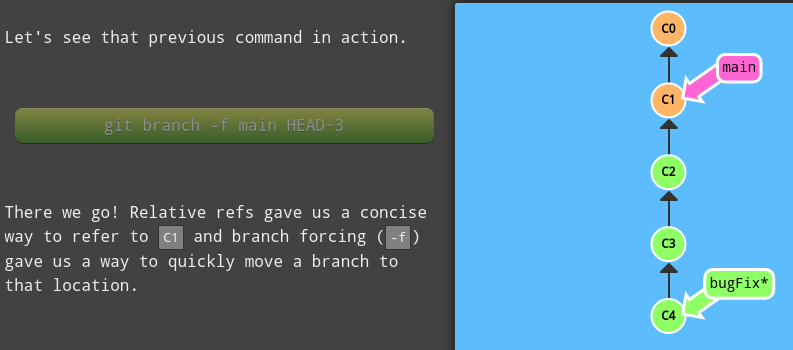 Let's see that previous command in action.
git branch -f main HEAD~3
There we go! Relative refs gave us a concise
way to refer to C1 and branch forcing (-f)
gave us a way to quickly move a branch to
that location.
C0
main
C1
C2
C3
bugFix*
C4